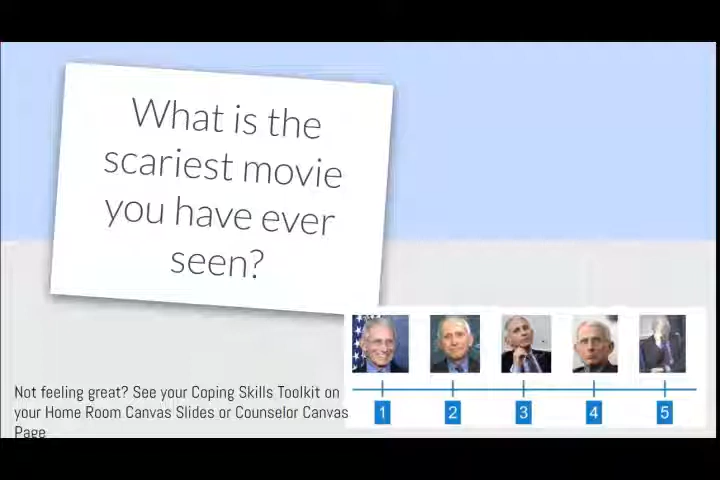 What is the
scariest movie
you have ever
seen?
Not feeling great? See your Coping Skills Toolkit on
your Home Room Canvas Slides or Counselor Canvas
Page
1 2 3 4 5